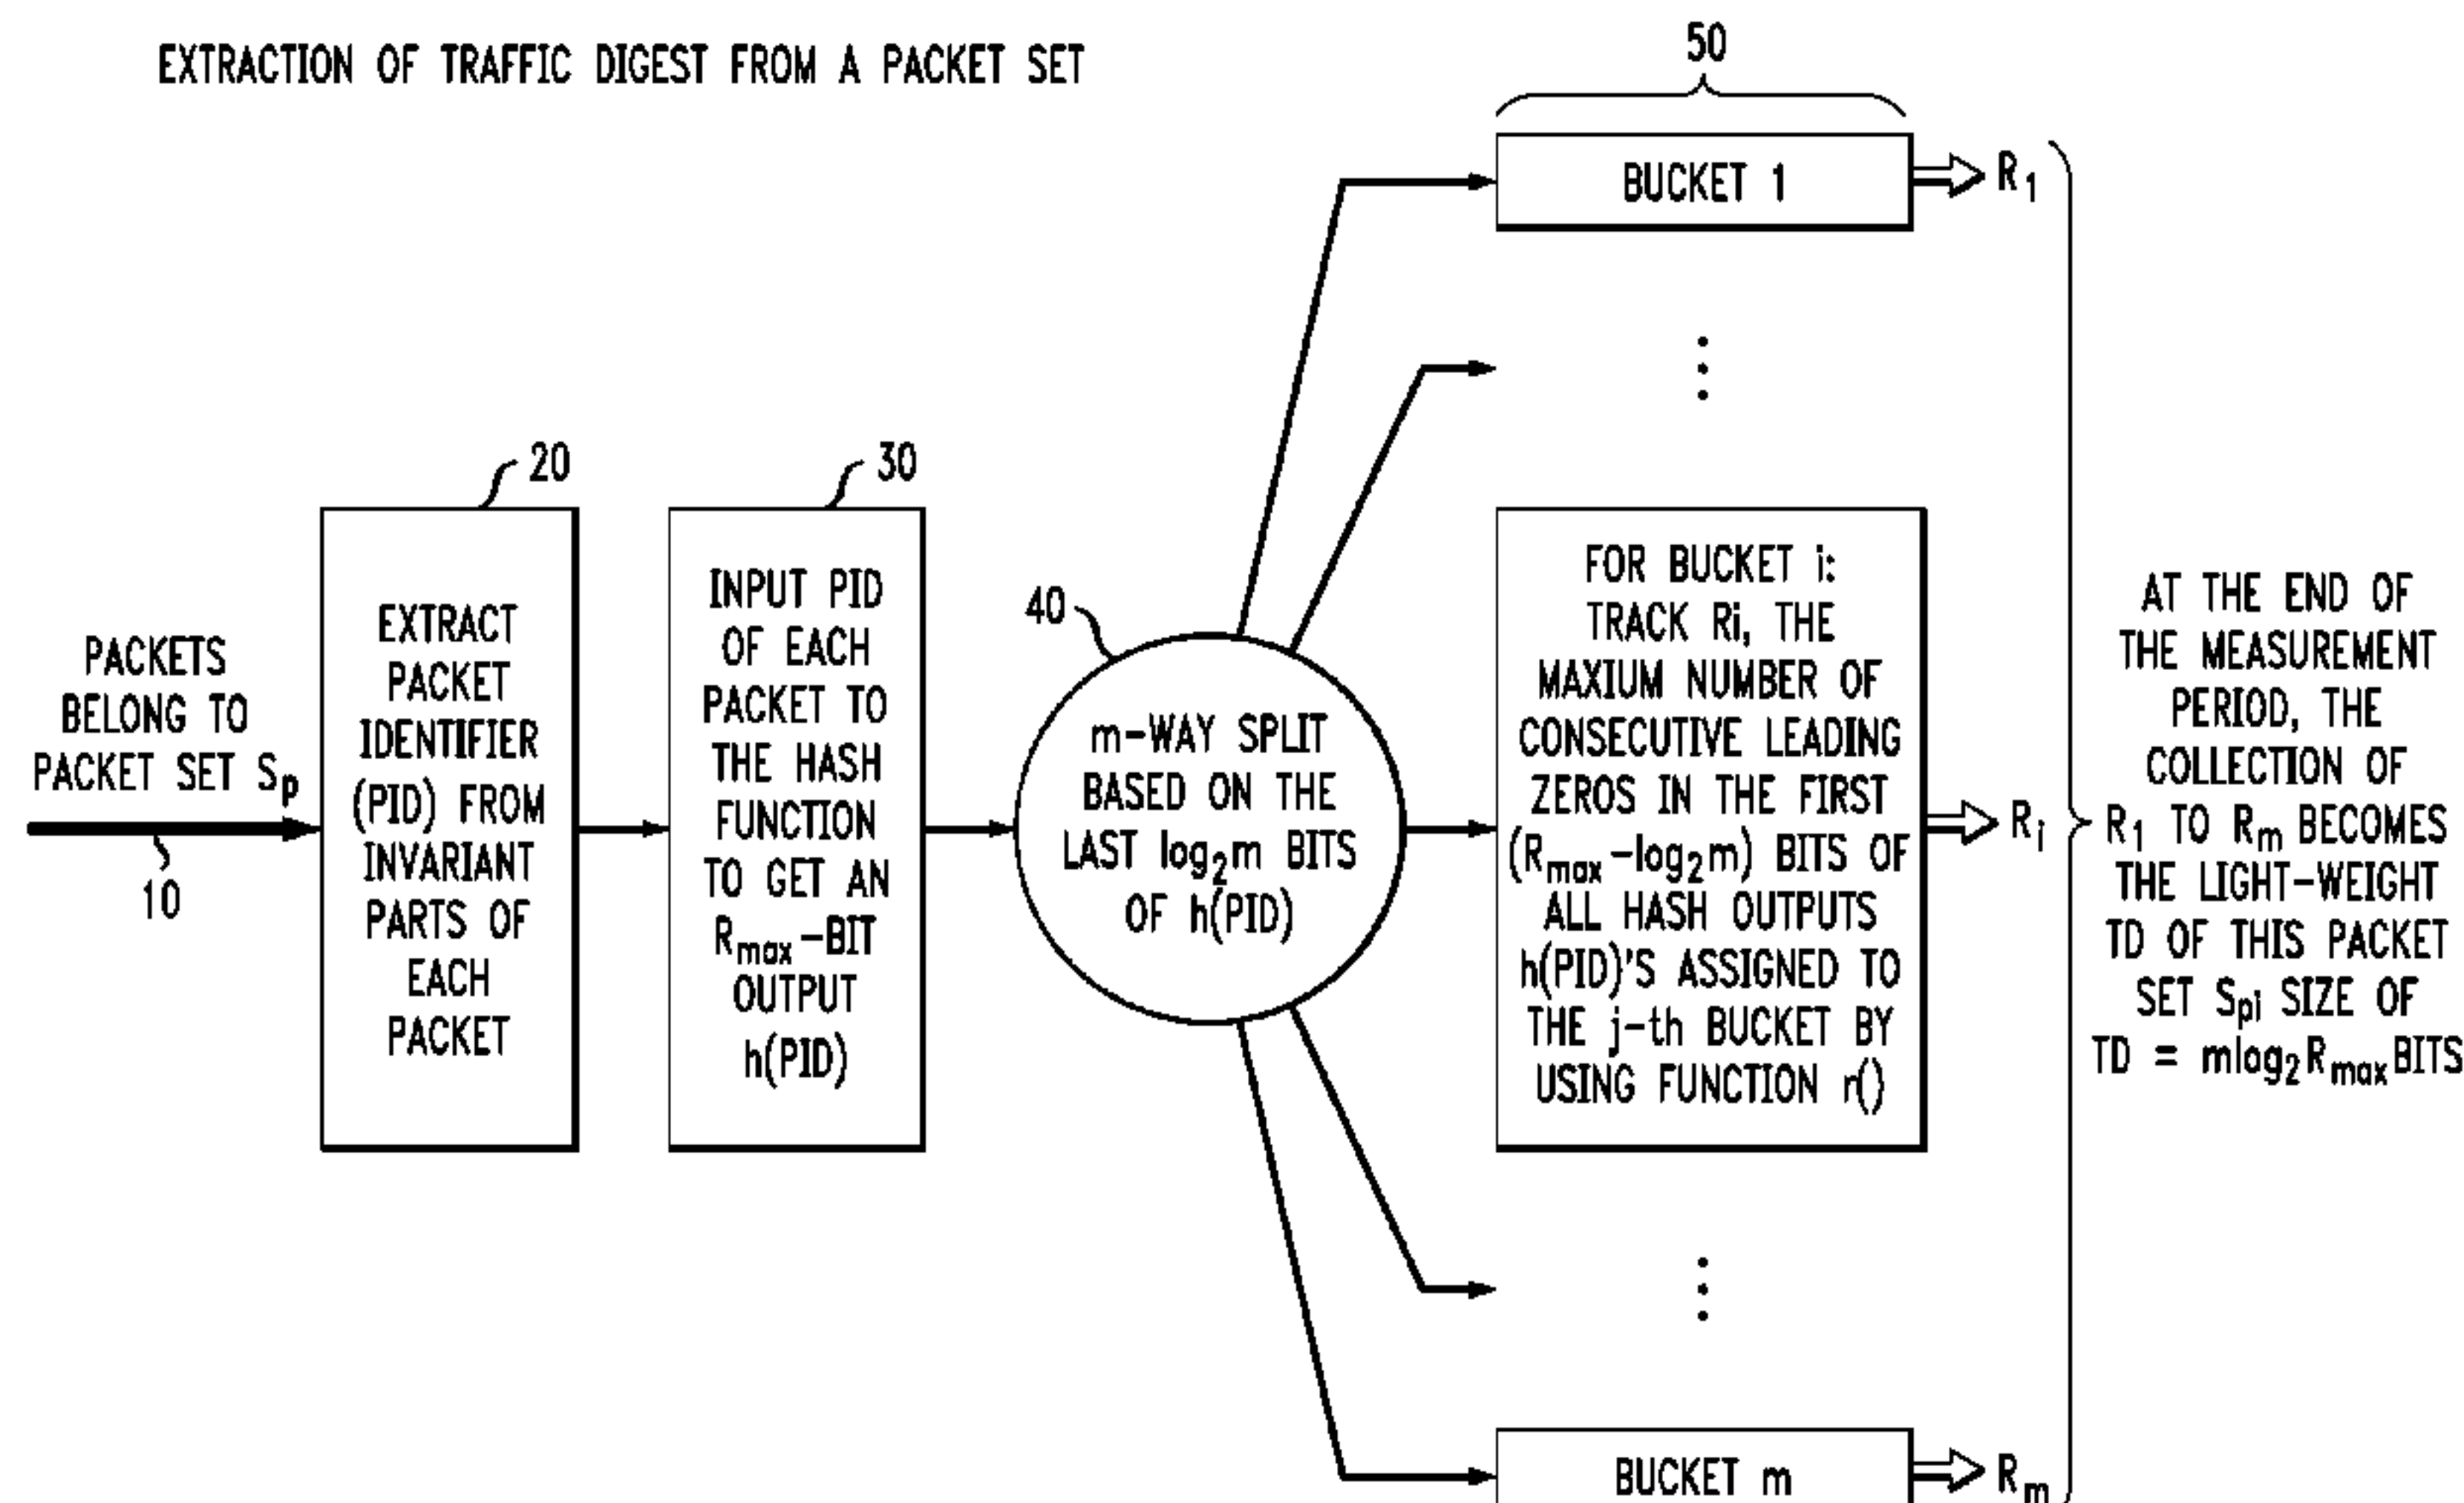 EXTRACTION OF TRAFFIC DIGEST FROM A PACKET SET
50
BUCKET 1
R1
20
30
40
PACKETS
BELONG TO
PACKET SET Sp
10
EXTRACT
PACKET
IDENTIFIER
(PID) FROM
INVARIANT
PARTS OF
EACH
PACKET
INPUT PID
OF EACH
PACKET TO
THE HASH
FUNCTION
TO GET AN
Rmax-BIT
OUTPUT
h(PID)
m-WAY SPLIT
BASED ON THE
LAST log2m BITS
OF h(PID)
FOR BUCKET i:
TRACK Ri, THE
MAXIUM NUMBER OF
CONSECUTIVE LEADING
ZEROS IN THE FIRST
(Rmax-log2m) BITS OF
ALL HASH OUTPUTS
h(PID)'S ASSIGNED TO
THE j-th BUCKET BY
USING FUNCTION r()
Ri
AT THE END OF
THE MEASUREMENT
PERIOD, THE
COLLECTION OF
R1 TO Rm BECOMES
THE LIGHT-WEIGHT
TD OF THIS PACKET
SET Spi SIZE OF
TD = mlog2Rmax BITS
BUCKET m
Rm